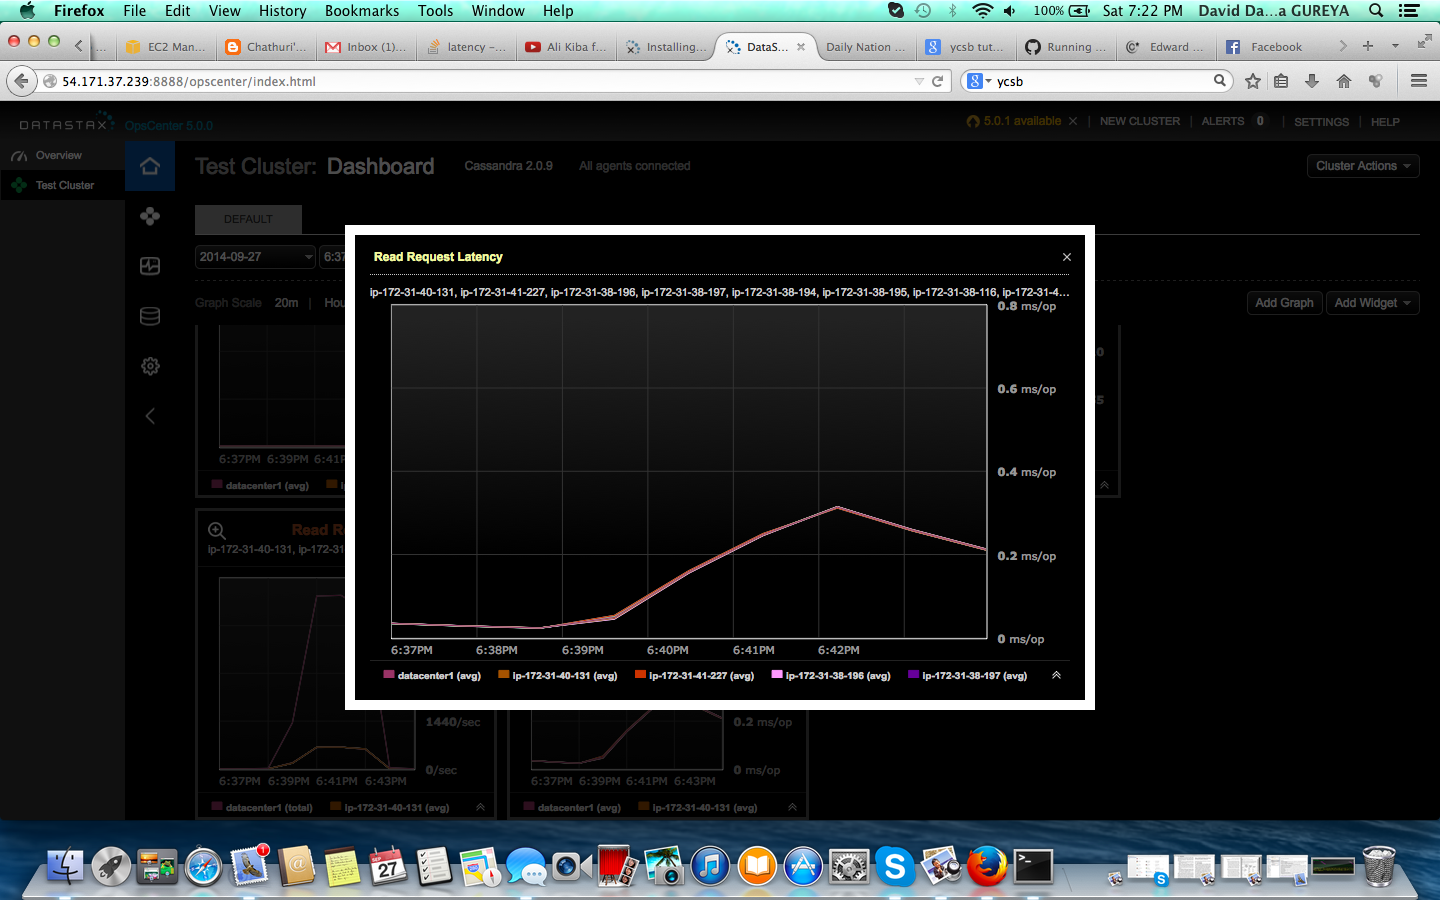 Firefox File Edit View History Bookmarks Tools Window Help 100% Sat 7:22 PM David Da...a GUREYA
... EC2 Man... Chathuri'... Inbox (1)... latency –... Ali Kiba f... Installing... DataS... Daily Nation ... ycsb tut... Running ... Edward ... Facebook
54.171.37.239:8888/opscenter/index.html ycsb
DATASTAX OpsCenter 5.0.0 5.0.1 available × | NEW CLUSTER | ALERTS 0 | SETTINGS | HELP
Overview
Test Cluster
Test Cluster: Dashboard Cassandra 2.0.9 All agents connected Cluster Actions
DEFAULT
2014-09-27 6:37
Graph Scale 20m | Hou Add Graph Add Widget
Read Request Latency ×
ip-172-31-40-131, ip-172-31-41-227, ip-172-31-38-196, ip-172-31-38-197, ip-172-31-38-194, ip-172-31-38-195, ip-172-31-38-116, ip-172-31-4...
0.8 ms/op
0.6 ms/op
0.4 ms/op
0.2 ms/op
0 ms/op
6:37PM 6:38PM 6:39PM 6:40PM 6:41PM 6:42PM
datacenter1 (avg) ip-172-31-40-131 (avg) ip-172-31-41-227 (avg) ip-172-31-38-196 (avg) ip-172-31-38-197 (avg)
6:37PM 6:39PM 6:41P
datacenter1 (avg) ip
Read R
ip-172-31-40-131, ip-172-31
1440/sec
0/sec
6:37PM 6:39PM 6:41PM 6:43PM
datacenter1 (total) ip-172-31-40-131 (avg)
0.2 ms/op
0 ms/op
6:37PM 6:39PM 6:41PM 6:43PM
datacenter1 (avg) ip-172-31-40-131 (avg)
1
SEP
27